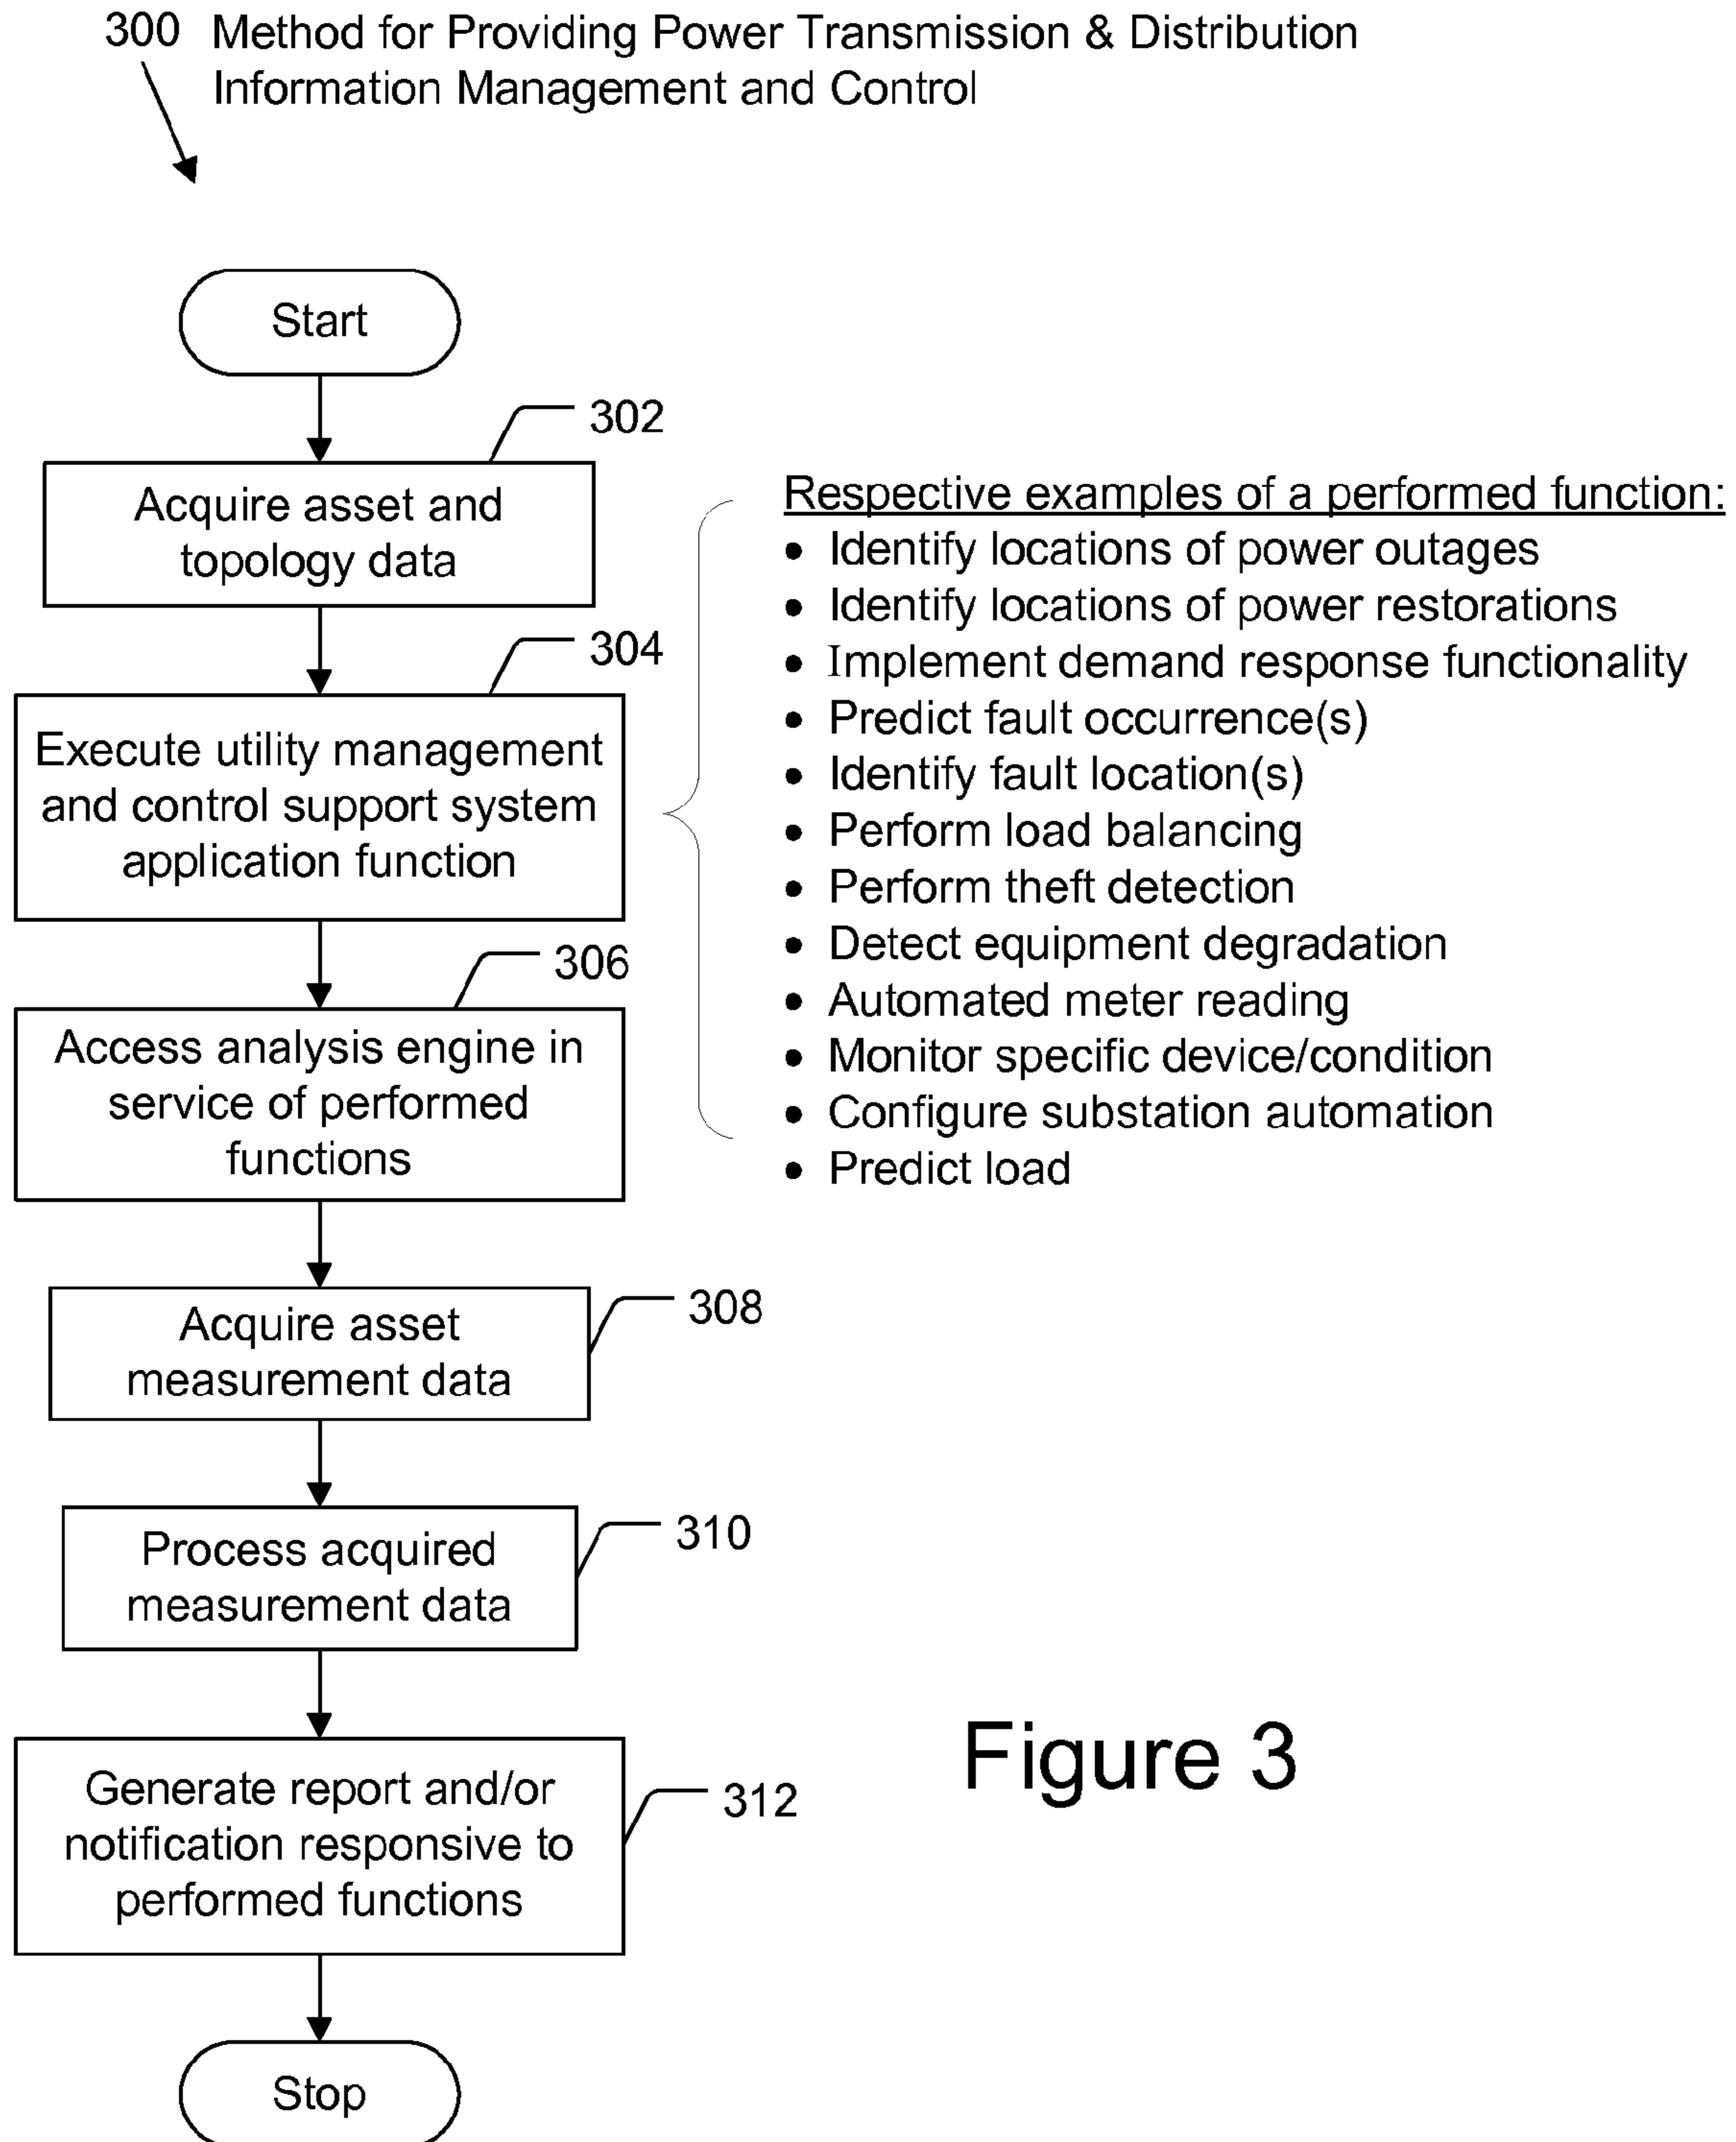 300 Method for Providing Power Transmission & Distribution
Information Management and Control
Start
302
Acquire asset and
topology data
304
Execute utility management
and control support system
application function
Respective examples of a performed function:
• Identify locations of power outages
• Identify locations of power restorations
• Implement demand response functionality
• Predict fault occurrence(s)
• Identify fault location(s)
• Perform load balancing
• Perform theft detection
• Detect equipment degradation
• Automated meter reading
• Monitor specific device/condition
• Configure substation automation
• Predict load
306
Access analysis engine in
service of performed
functions
308
Acquire asset
measurement data
310
Process acquired
measurement data
312
Generate report and/or
notification responsive to
performed functions
Stop
Figure 3